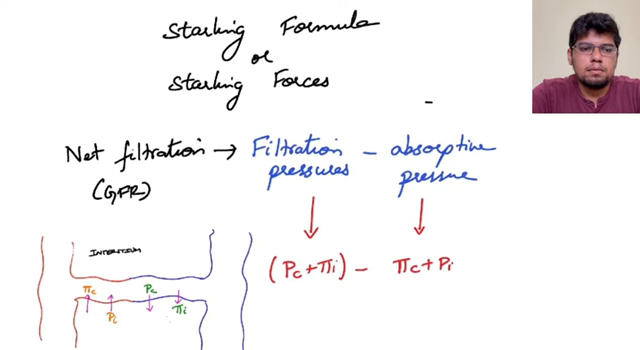 Starling Formula
or
Starling Forces
Net filtration → Filtration pressures – absorptive pressure
(GFR)
(Pc + πi) – πc + Pi
INTERSTIUM
πc Pi Pc πi